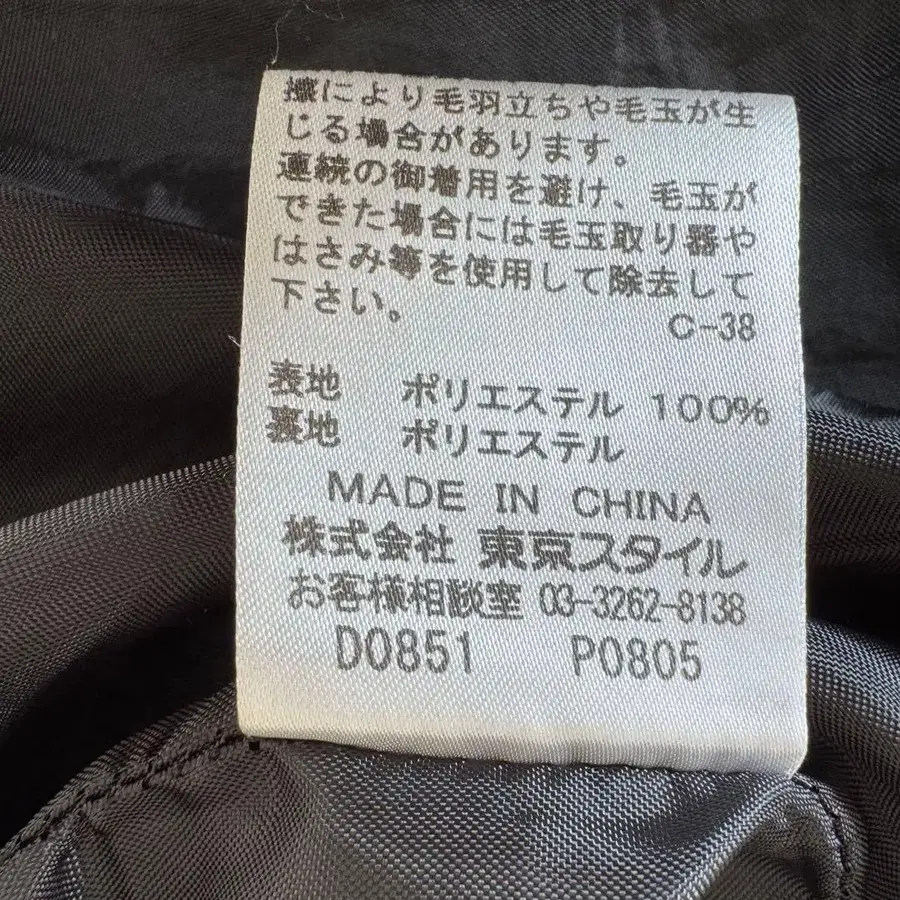 擦により毛羽立ちや毛玉が生
じる場合があります。
連続の御着用を避け、毛玉が
できた場合には毛玉取り器や
はさみ等を使用して除去して
下さい。
C-38
表地 ポリエステル 100%
裏地 ポリエステル
MADE IN CHINA
株式会社 東京スタイル
お客様相談室 03-3262-8138
D0851 P0805